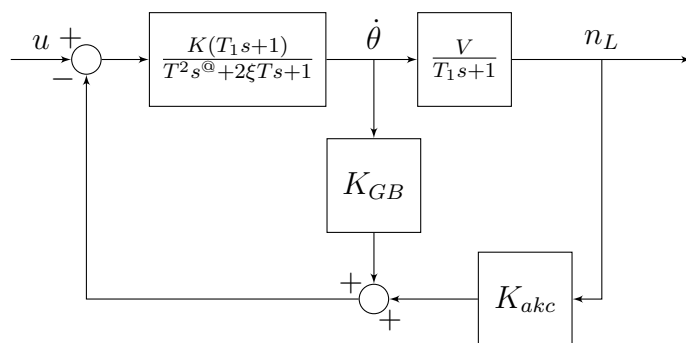 u
+
−
K(T₁s+1)
T²s^@+2ξTs+1
θ̇
V
T₁s+1
n_L
K_GB
+
+
K_akc